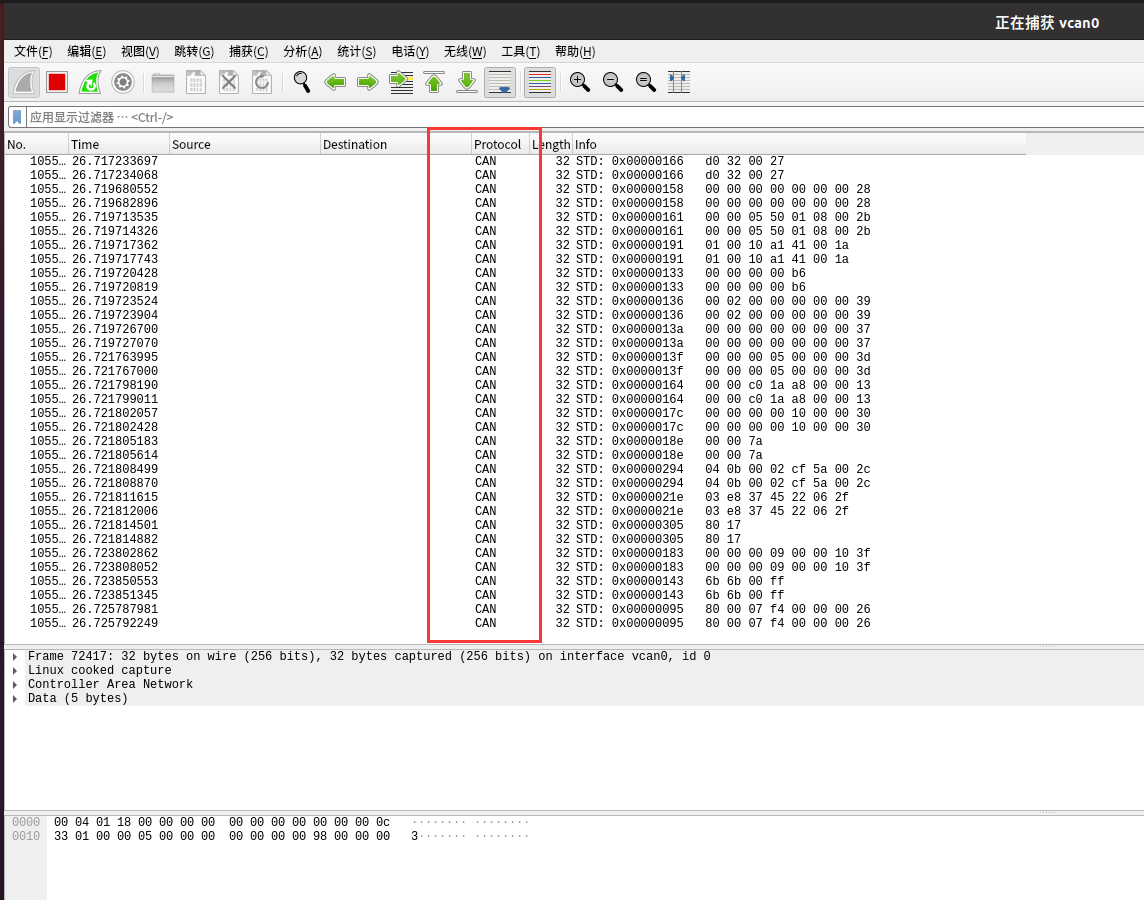 正在捕获 vcan0
文件(F) 编辑(E) 视图(V) 跳转(G) 捕获(C) 分析(A) 统计(S) 电话(Y) 无线(W) 工具(T) 帮助(H)
应用显示过滤器 … <Ctrl-/>
No. Time Source Destination Protocol Length Info
1055… 26.717233697 CAN 32 STD: 0x00000166 d0 32 00 27
1055… 26.717234068 CAN 32 STD: 0x00000166 d0 32 00 27
1055… 26.719680552 CAN 32 STD: 0x00000158 00 00 00 00 00 00 00 28
1055… 26.719682896 CAN 32 STD: 0x00000158 00 00 00 00 00 00 00 28
1055… 26.719713535 CAN 32 STD: 0x00000161 00 00 05 50 01 08 00 2b
1055… 26.719714326 CAN 32 STD: 0x00000161 00 00 05 50 01 08 00 2b
1055… 26.719717362 CAN 32 STD: 0x00000191 01 00 10 a1 41 00 1a
1055… 26.719717743 CAN 32 STD: 0x00000191 01 00 10 a1 41 00 1a
1055… 26.719720428 CAN 32 STD: 0x00000133 00 00 00 00 b6
1055… 26.719720819 CAN 32 STD: 0x00000133 00 00 00 00 b6
1055… 26.719723524 CAN 32 STD: 0x00000136 00 02 00 00 00 00 00 39
1055… 26.719723904 CAN 32 STD: 0x00000136 00 02 00 00 00 00 00 39
1055… 26.719726700 CAN 32 STD: 0x0000013a 00 00 00 00 00 00 00 37
1055… 26.719727070 CAN 32 STD: 0x0000013a 00 00 00 00 00 00 00 37
1055… 26.721763995 CAN 32 STD: 0x0000013f 00 00 00 05 00 00 00 3d
1055… 26.721767000 CAN 32 STD: 0x0000013f 00 00 00 05 00 00 00 3d
1055… 26.721798190 CAN 32 STD: 0x00000164 00 00 c0 1a a8 00 00 13
1055… 26.721799011 CAN 32 STD: 0x00000164 00 00 c0 1a a8 00 00 13
1055… 26.721802057 CAN 32 STD: 0x0000017c 00 00 00 00 10 00 00 30
1055… 26.721802428 CAN 32 STD: 0x0000017c 00 00 00 00 10 00 00 30
1055… 26.721805183 CAN 32 STD: 0x0000018e 00 00 7a
1055… 26.721805614 CAN 32 STD: 0x0000018e 00 00 7a
1055… 26.721808499 CAN 32 STD: 0x00000294 04 0b 00 02 cf 5a 00 2c
1055… 26.721808870 CAN 32 STD: 0x00000294 04 0b 00 02 cf 5a 00 2c
1055… 26.721811615 CAN 32 STD: 0x0000021e 03 e8 37 45 22 06 2f
1055… 26.721812006 CAN 32 STD: 0x0000021e 03 e8 37 45 22 06 2f
1055… 26.721814501 CAN 32 STD: 0x00000305 80 17
1055… 26.721814882 CAN 32 STD: 0x00000305 80 17
1055… 26.723802862 CAN 32 STD: 0x00000183 00 00 00 09 00 00 10 3f
1055… 26.723808052 CAN 32 STD: 0x00000183 00 00 00 09 00 00 10 3f
1055… 26.723850553 CAN 32 STD: 0x00000143 6b 6b 00 ff
1055… 26.723851345 CAN 32 STD: 0x00000143 6b 6b 00 ff
1055… 26.725787981 CAN 32 STD: 0x00000095 80 00 07 f4 00 00 00 26
1055… 26.725792249 CAN 32 STD: 0x00000095 80 00 07 f4 00 00 00 26
Frame 72417: 32 bytes on wire (256 bits), 32 bytes captured (256 bits) on interface vcan0, id 0
Linux cooked capture
Controller Area Network
Data (5 bytes)
0000 00 04 01 18 00 00 00 00 00 00 00 00 00 00 00 0c ········ ········
0010 33 01 00 00 05 00 00 00 00 00 00 00 98 00 00 00 3······· ········